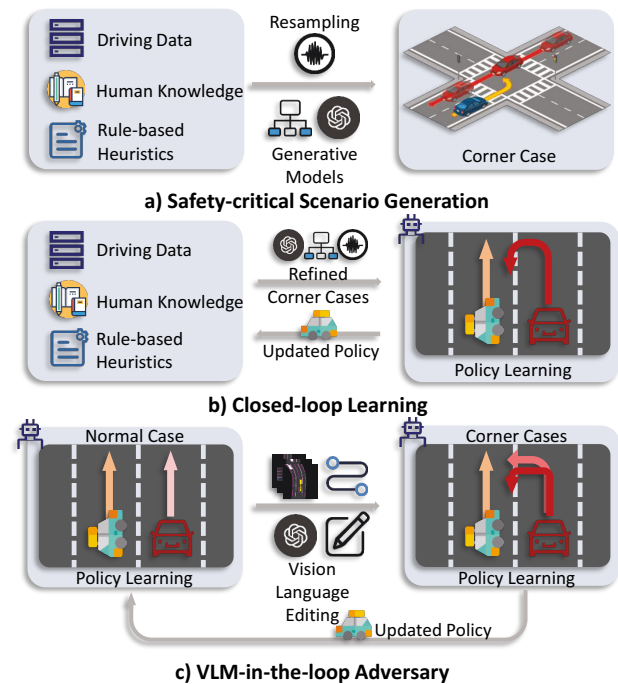 Driving Data
Human Knowledge
Rule-based
Heuristics
Resampling
Generative
Models
Corner Case
a) Safety-critical Scenario Generation
Driving Data
Human Knowledge
Rule-based
Heuristics
Refined
Corner Cases
Updated Policy
Policy Learning
b) Closed-loop Learning
Normal Case
Policy Learning
Vision
Language
Editing
Corner Cases
Policy Learning
Updated Policy
c) VLM-in-the-loop Adversary